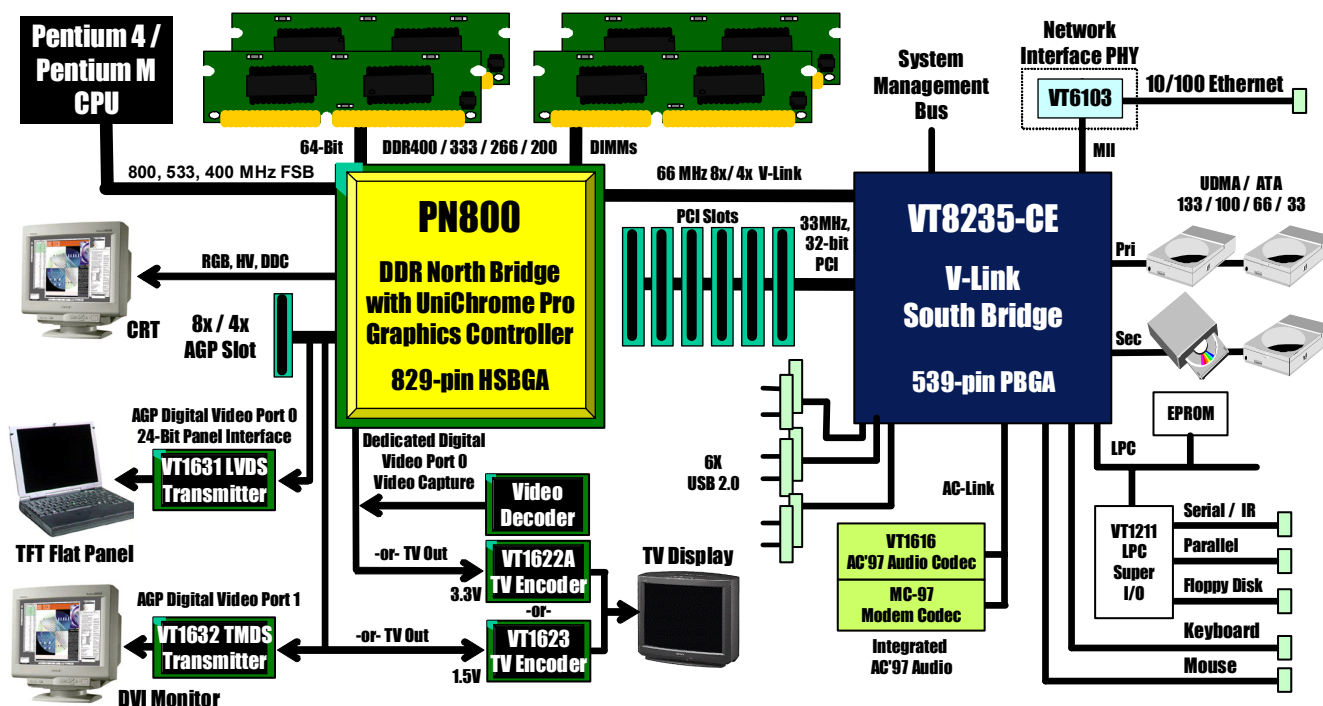 Pentium 4 /
Pentium M
CPU
64-Bit
DDR400 / 333 / 266 / 200
DIMMs
800, 533, 400 MHz FSB
66 MHz 8x/ 4x V-Link
System
Management
Bus
Network
Interface PHY
VT6103
10/100 Ethernet
MII
PN800
DDR North Bridge
with UniChrome Pro
Graphics Controller
829-pin HSBGA
PCI Slots
33MHz,
32-bit
PCI
VT8235-CE
V-Link
South Bridge
539-pin PBGA
UDMA / ATA
133 / 100 / 66 / 33
Pri
Sec
RGB, HV, DDC
CRT
8x / 4x
AGP Slot
AGP Digital Video Port 0
24-Bit Panel Interface
VT1631 LVDS
Transmitter
TFT Flat Panel
Dedicated Digital
Video Port 0
Video Capture
Video
Decoder
-or- TV Out
VT1622A
TV Encoder
3.3V
-or-
TV Display
AGP Digital Video Port 1
VT1632 TMDS
Transmitter
DVI Monitor
-or- TV Out
VT1623
TV Encoder
1.5V
6X
USB 2.0
AC-Link
VT1616
AC'97 Audio Codec
MC-97
Modem Codec
Integrated
AC'97 Audio
EPROM
LPC
VT1211
LPC
Super
I/O
Serial / IR
Parallel
Floppy Disk
Keyboard
Mouse